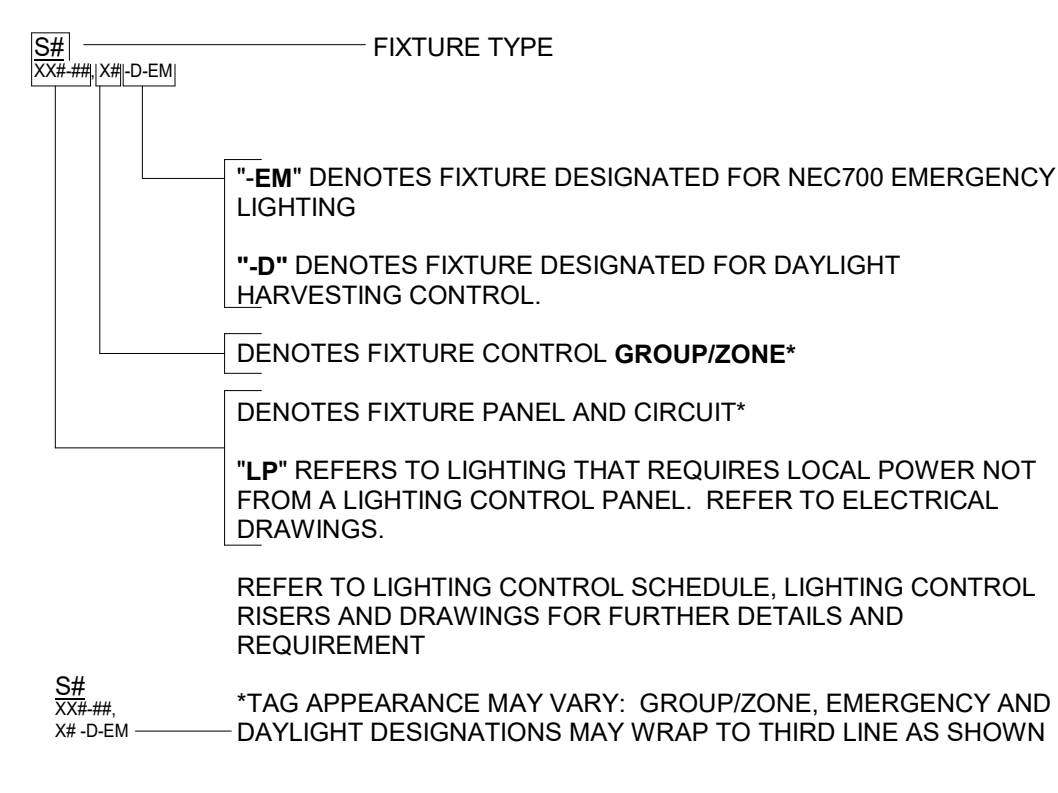 S# FIXTURE TYPE
XX#-##, X# -D-EM
"-EM" DENOTES FIXTURE DESIGNATED FOR NEC700 EMERGENCY
LIGHTING
"-D" DENOTES FIXTURE DESIGNATED FOR DAYLIGHT
HARVESTING CONTROL.
DENOTES FIXTURE CONTROL GROUP/ZONE*
DENOTES FIXTURE PANEL AND CIRCUIT*
"LP" REFERS TO LIGHTING THAT REQUIRES LOCAL POWER NOT
FROM A LIGHTING CONTROL PANEL. REFER TO ELECTRICAL
DRAWINGS.
REFER TO LIGHTING CONTROL SCHEDULE, LIGHTING CONTROL
RISERS AND DRAWINGS FOR FURTHER DETAILS AND
REQUIREMENT
S#
XX#-##,
X# -D-EM
*TAG APPEARANCE MAY VARY: GROUP/ZONE, EMERGENCY AND
DAYLIGHT DESIGNATIONS MAY WRAP TO THIRD LINE AS SHOWN